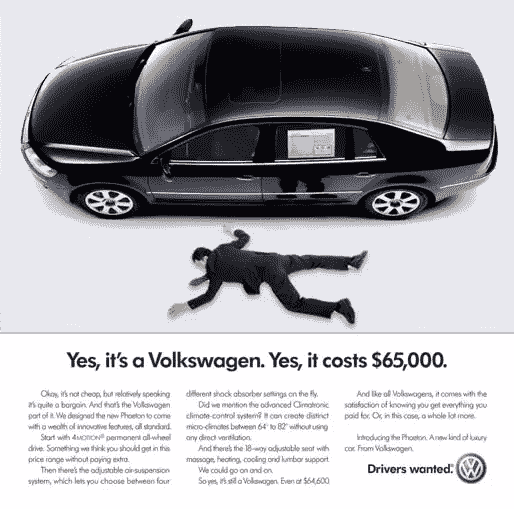 Yes, it's a Volkswagen. Yes, it costs $65,000.
Okay, it's not cheap, but relatively speaking
it's quite a bargain. And that's the Volkswagen
part of it. We designed the new Phaeton to come
with a wealth of innovative features, all standard.
Start with 4MOTION® permanent all-wheel
drive. Something we think you should get in this
price range without paying extra.
Then there's the adjustable air-suspension
system, which lets you choose between four
different shock absorber settings on the fly.
Did we mention the advanced Climatronic
climate-control system? It can create distinct
micro-climates between 64° to 82° without using
any direct ventilation.
And there's the 18-way adjustable seat with
massage, heating, cooling and lumbar support.
We could go on and on.
So yes, it's still a Volkswagen. Even at $64,600
And like all Volkswagens, it comes with the
satisfaction of knowing you get everything you
paid for. Or, in this case, a whole lot more.
Introducing the Phaeton. A new kind of luxury
car. From Volkswagen.
Drivers wanted.